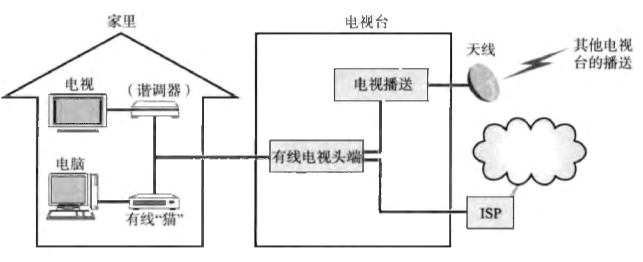 家里
电视台
电视
（谐调器）
电脑
有线“猫”
电视播送
有线电视头端
天线
其他电视
台的播送
ISP